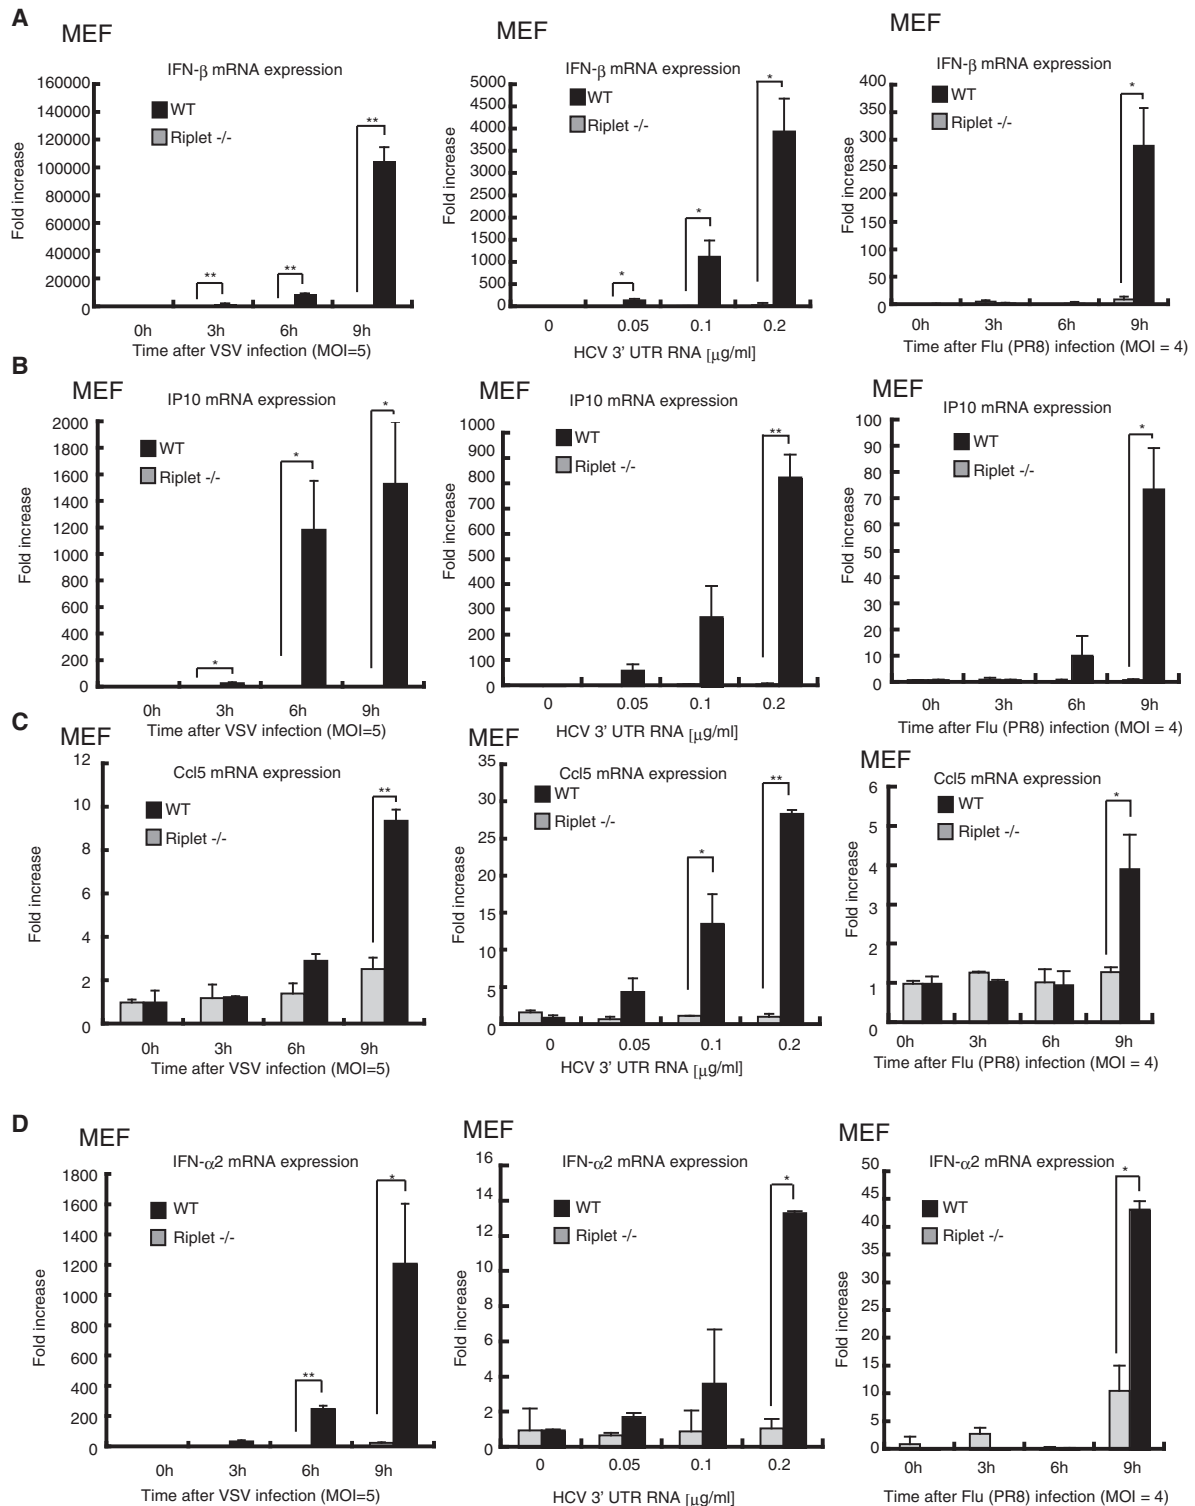 A
MEF
IFN-β mRNA expression
160000
140000
120000
100000
80000
60000
40000
20000
0
Fold increase
WT
Riplet -/-
**
**
**
0h 3h 6h 9h
Time after VSV infection (MOI=5)
MEF
IFN-β mRNA expression
5000
5000
4000
3500
3000
2500
2000
1500
1000
500
0
Fold increase
WT
Riplet -/-
*
*
*
0 0.05 0.1 0.2
HCV 3' UTR RNA [μg/ml]
MEF
IFN-β mRNA expression
400
350
300
250
200
150
100
50
0
Fold increase
WT
Riplet -/-
*
0h 3h 6h 9h
Time after Flu (PR8) infection (MOI = 4)
B
MEF
IP10 mRNA expression
2000
1800
1600
1400
1200
1000
800
600
400
200
0
Fold increase
WT
Riplet -/-
*
*
*
0h 3h 6h 9h
Time after VSV infection (MOI=5)
MEF
IP10 mRNA expression
1000
900
800
700
600
500
400
300
200
100
0
Fold increase
WT
Riplet -/-
**
0 0.05 0.1 0.2
HCV 3' UTR RNA [μg/ml]
MEF
IP10 mRNA expression
100
90
80
70
60
50
40
30
20
10
0
Fold increase
WT
Riplet -/-
*
0h 3h 6h 9h
Time after Flu (PR8) infection (MOI = 4)
C
MEF
Ccl5 mRNA expression
12
10
8
6
4
2
0
Fold increase
WT
Riplet -/-
**
0h 3h 6h 9h
Time after VSV infection (MOI=5)
MEF
Ccl5 mRNA expression
35
30
25
20
15
10
5
0
Fold increase
WT
Riplet -/-
*
**
0 0.05 0.1 0.2
HCV 3' UTR RNA [μg/ml]
MEF
Ccl5 mRNA expression
6
5
4
3
2
1
0
Fold increase
WT
Riplet -/-
*
0h 3h 6h 9h
Time after Flu (PR8) infection (MOI = 4)
D
MEF
IFN-α2 mRNA expression
1800
1600
1400
1200
1000
800
600
400
200
0
Fold increase
WT
Riplet -/-
**
*
0h 3h 6h 9h
Time after VSV infection (MOI=5)
MEF
IFN-α2 mRNA expression
16
14
12
10
8
6
4
2
0
Fold increase
WT
Riplet -/-
*
0 0.05 0.1 0.2
HCV 3' UTR RNA [μg/ml]
MEF
IFN-α2 mRNA expression
50
45
40
35
30
25
20
15
10
5
0
Fold increase
WT
Riplet -/-
*
0h 3h 6h 9h
Time after Flu (PR8) infection (MOI = 4)